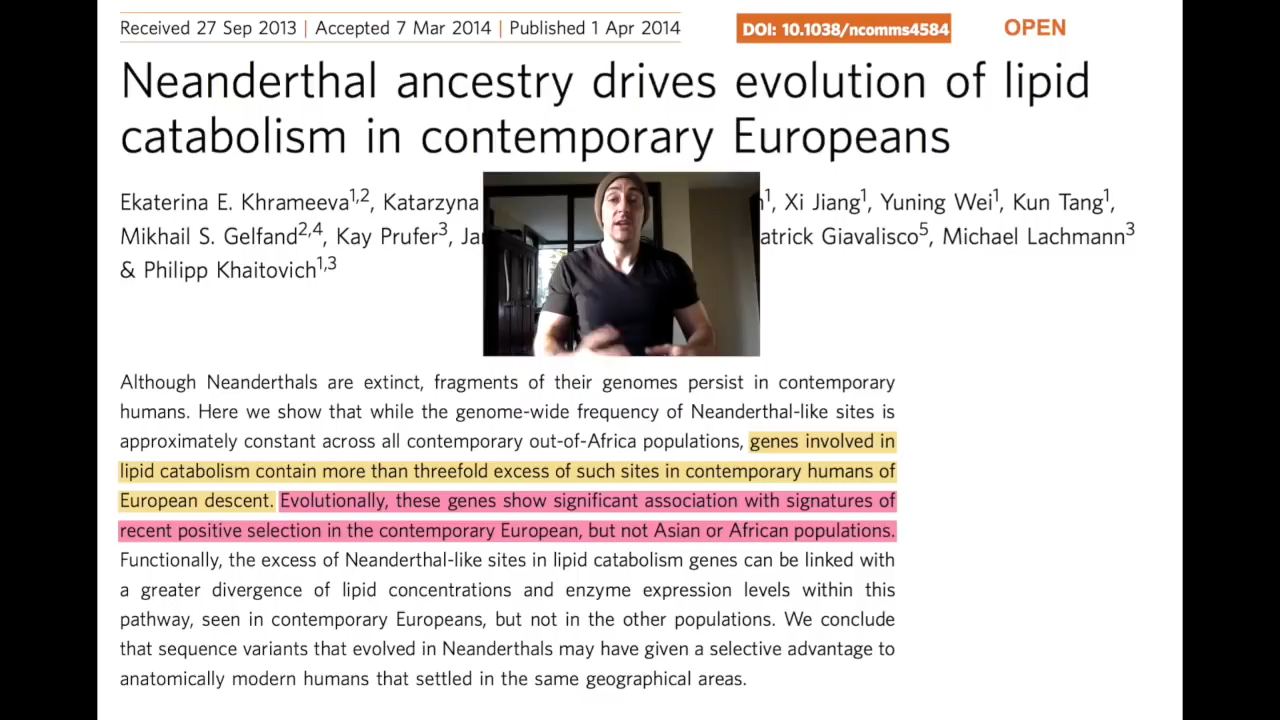 Received 27 Sep 2013 | Accepted 7 Mar 2014 | Published 1 Apr 2014 DOI: 10.1038/ncomms4584 OPEN
Neanderthal ancestry drives evolution of lipid
catabolism in contemporary Europeans
Ekaterina E. Khrameeva1,2, Katarzyna 1, Xi Jiang1, Yuning Wei1, Kun Tang1,
Mikhail S. Gelfand2,4, Kay Prufer3, Giavalisco5, Michael Lachmann3
& Philipp Khaitovich1,3
Although Neanderthals are extinct, fragments of their genomes persist in contemporary
humans. Here we show that while the genome-wide frequency of Neanderthal-like sites is
approximately constant across all contemporary out-of-Africa populations, genes involved in
lipid catabolism contain more than threefold excess of such sites in contemporary humans of
European descent. Evolutionally, these genes show significant association with signatures of
recent positive selection in the contemporary European, but not Asian or African populations.
Functionally, the excess of Neanderthal-like sites in lipid catabolism genes can be linked with
a greater divergence of lipid concentrations and enzyme expression levels within this
pathway, seen in contemporary Europeans, but not in the other populations. We conclude
that sequence variants that evolved in Neanderthals may have given a selective advantage to
anatomically modern humans that settled in the same geographical areas.